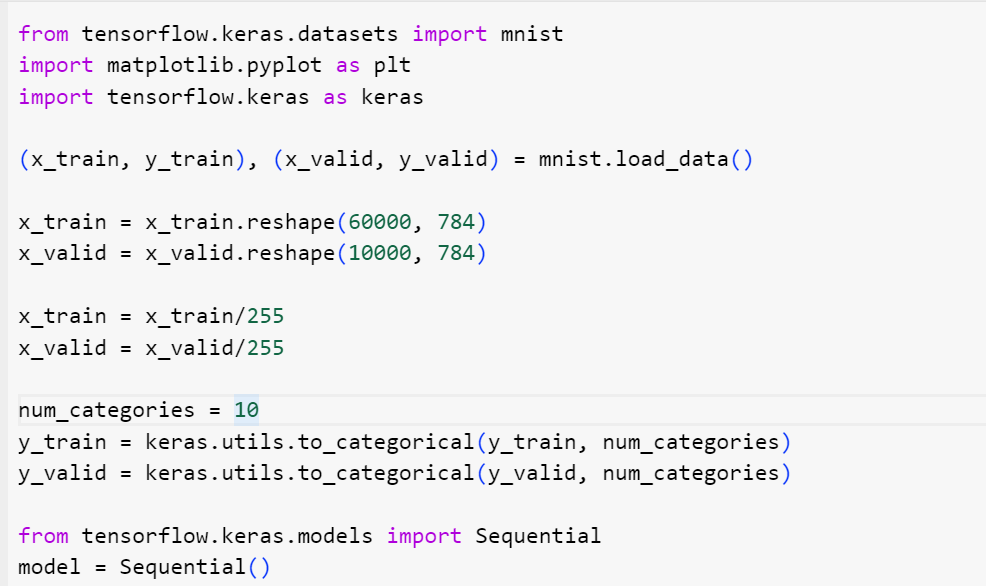 from tensorflow.keras.datasets import mnist
import matplotlib.pyplot as plt
import tensorflow.keras as keras
(x_train, y_train), (x_valid, y_valid) = mnist.load_data()
x_train = x_train.reshape(60000, 784)
x_valid = x_valid.reshape(10000, 784)
x_train = x_train/255
x_valid = x_valid/255
num_categories = 10
y_train = keras.utils.to_categorical(y_train, num_categories)
y_valid = keras.utils.to_categorical(y_valid, num_categories)
from tensorflow.keras.models import Sequential
model = Sequential()